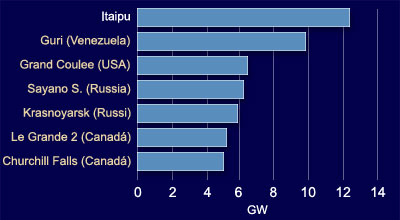 Itaipu
Guri (Venezuela)
Grand Coulee (USA)
Sayano S. (Russia)
Krasnoyarsk (Russi)
Le Grande 2 (Canadá)
Churchill Falls (Canadá)
0 2 4 6 8 10 12 14
GW